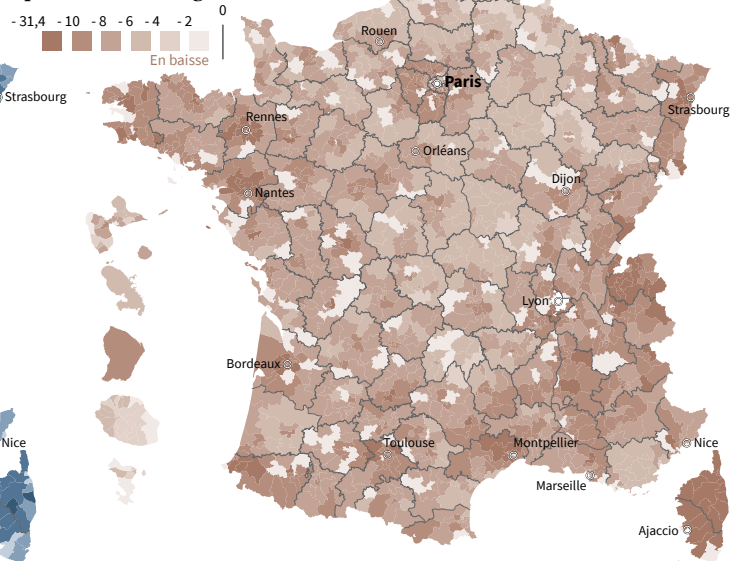 0
- 31,4 - 10 - 8 - 6 - 4 - 2
En baisse
Rouen
Paris
Strasbourg
Strasbourg
Rennes
Orléans
Dijon
Nantes
Lyon
Bordeaux
Nice
Toulouse
Montpellier
Nice
Marseille
Ajaccio